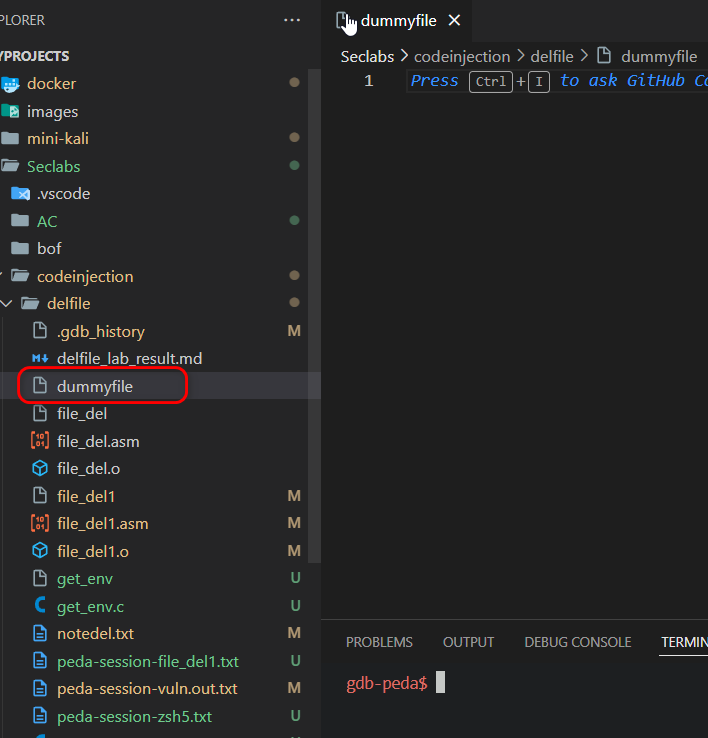 PLORER ···
YPROJECTS
docker
images
mini-kali
Seclabs
.vscode
AC
bof
codeinjection
delfile
.gdb_history M
delfile_lab_result.md
dummyfile
file_del
file_del.asm
file_del.o
file_del1 M
file_del1.asm M
file_del1.o M
get_env U
get_env.c U
notedel.txt M
peda-session-file_del1.txt U
peda-session-vuln.out.txt M
peda-session-zsh5.txt U
dummyfile
Seclabs > codeinjection > delfile > dummyfile
1 Press Ctrl+I to ask GitHub Co
PROBLEMS OUTPUT DEBUG CONSOLE TERMIN
gdb-peda$